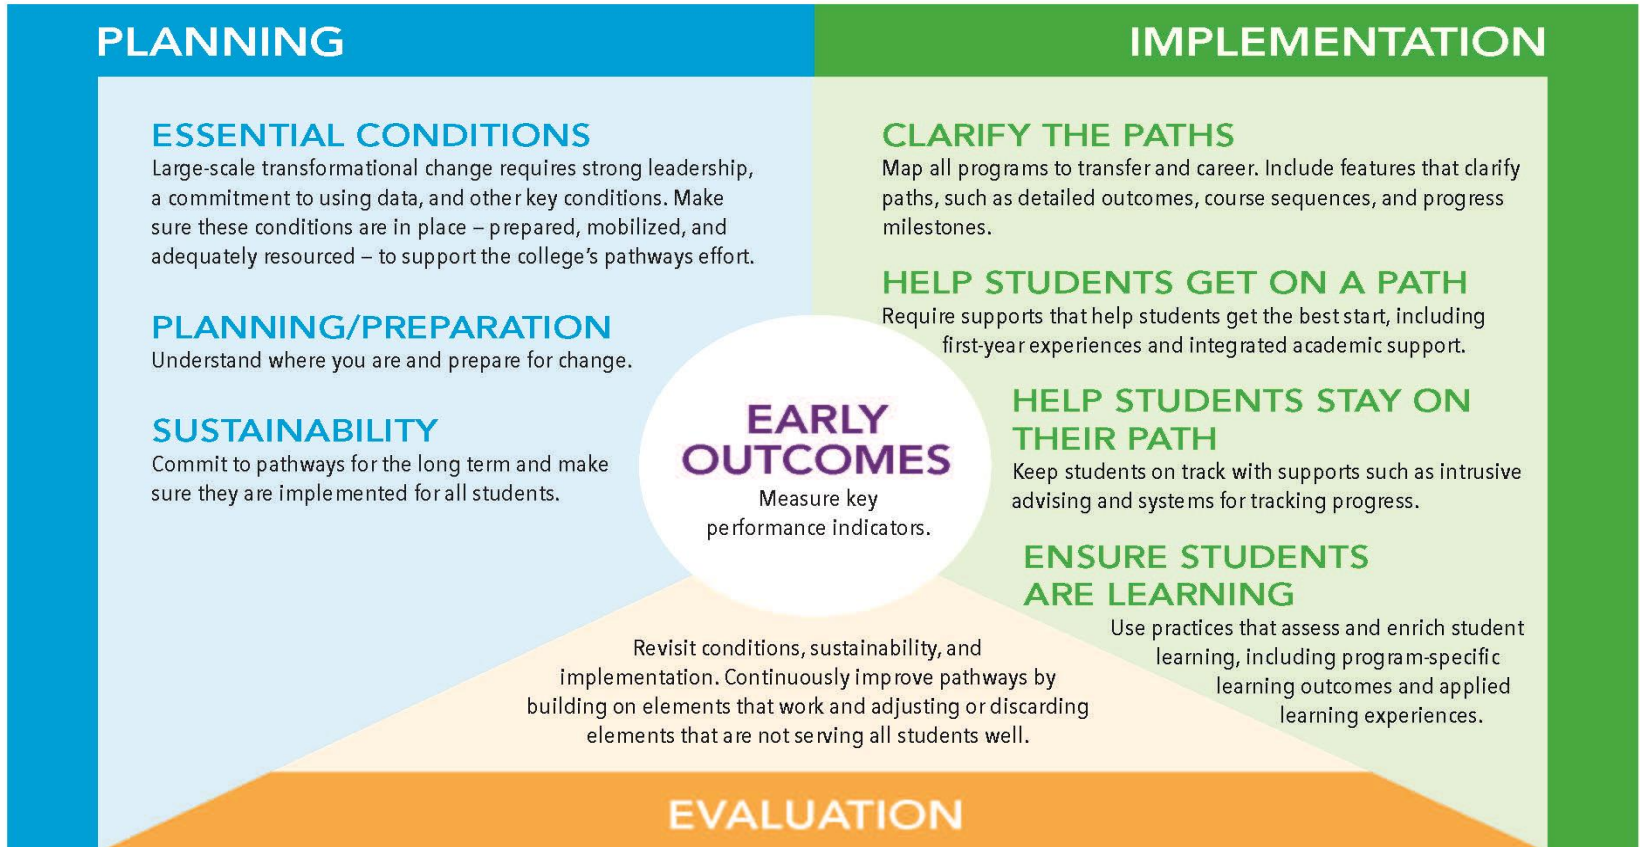 PLANNING
ESSENTIAL CONDITIONS
Large-scale transformational change requires strong leadership,
a commitment to using data, and other key conditions. Make
sure these conditions are in place – prepared, mobilized, and
adequately resourced – to support the college’s pathways effort.
PLANNING/PREPARATION
Understand where you are and prepare for change.
SUSTAINABILITY
Commit to pathways for the long term and make
sure they are implemented for all students.
IMPLEMENTATION
CLARIFY THE PATHS
Map all programs to transfer and career. Include features that clarify
paths, such as detailed outcomes, course sequences, and progress
milestones.
HELP STUDENTS GET ON A PATH
Require supports that help students get the best start, including
first-year experiences and integrated academic support.
HELP STUDENTS STAY ON
THEIR PATH
Keep students on track with supports such as intrusive
advising and systems for tracking progress.
ENSURE STUDENTS
ARE LEARNING
Use practices that assess and enrich student
learning, including program-specific
learning outcomes and applied
learning experiences.
EARLY
OUTCOMES
Measure key
performance indicators.
Revisit conditions, sustainability, and
implementation. Continuously improve pathways by
building on elements that work and adjusting or discarding
elements that are not serving all students well.
EVALUATION